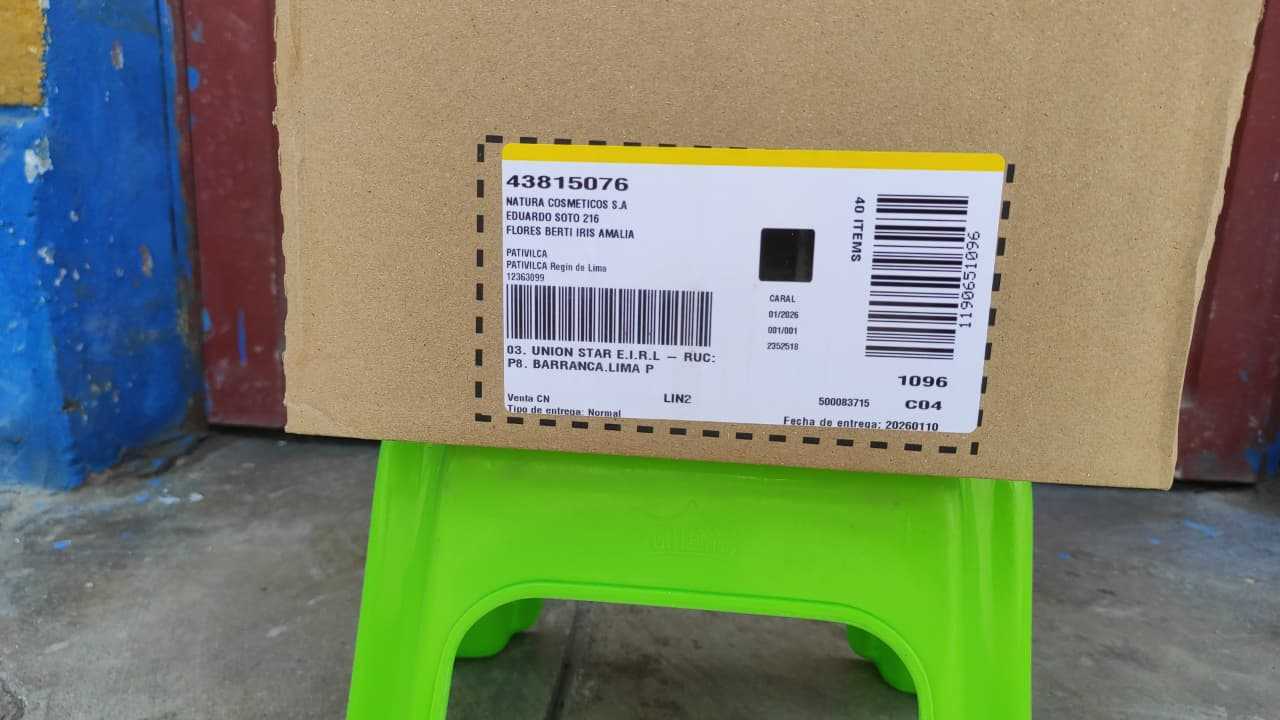 43815076
NATURA COSMETICOS S.A
EDUARDO SOTO 216
FLORES BERTI IRIS AMALIA
PATIVILCA
PATIVILCA Regin de Lima
12363099
03. UNION STAR E.I.R.L — RUC:
P8. BARRANCA.LIMA P
Venta CN
LIN2
Tipo de entrega: Normal
CARAL
01/2026
001/001
2352518
40 ITEMS
1190651096
1096
500083715
C04
Fecha de entrega: 20260110